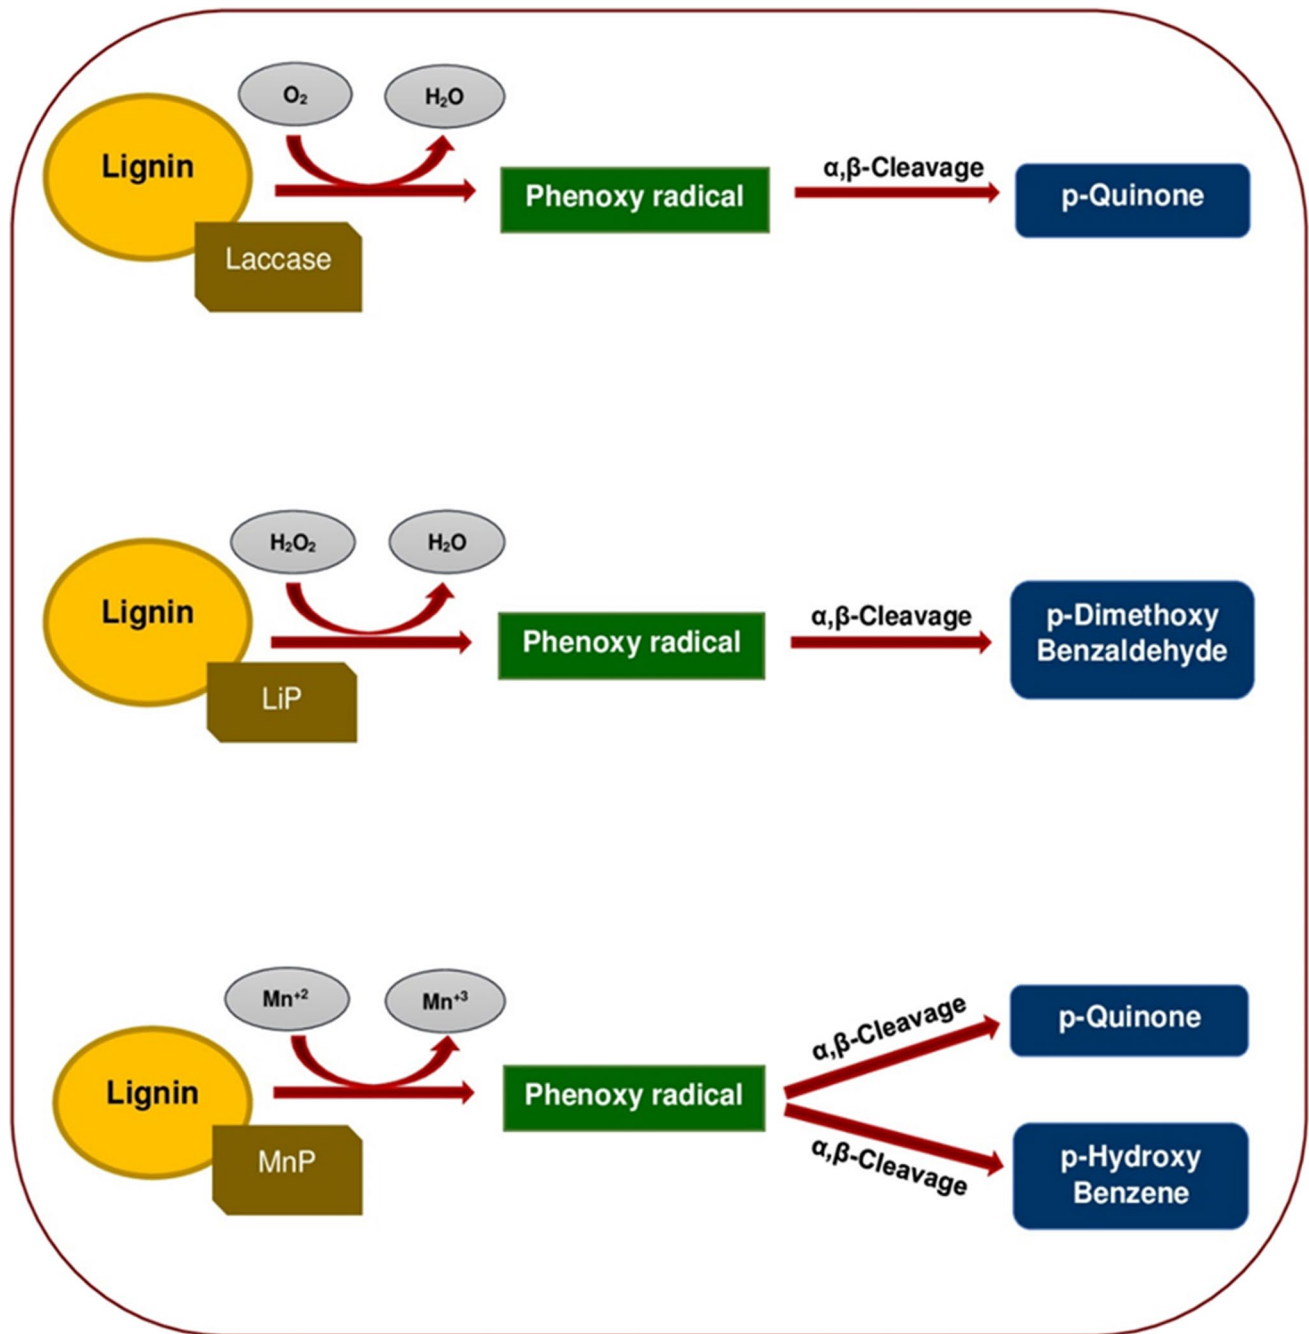 O₂
H₂O
Lignin
Laccase
Phenoxy radical
α,β-Cleavage
p-Quinone
H₂O₂
H₂O
Lignin
LiP
Phenoxy radical
α,β-Cleavage
p-Dimethoxy
Benzaldehyde
Mn⁺²
Mn⁺³
Lignin
MnP
Phenoxy radical
α,β-Cleavage
p-Quinone
α,β-Cleavage
p-Hydroxy
Benzene